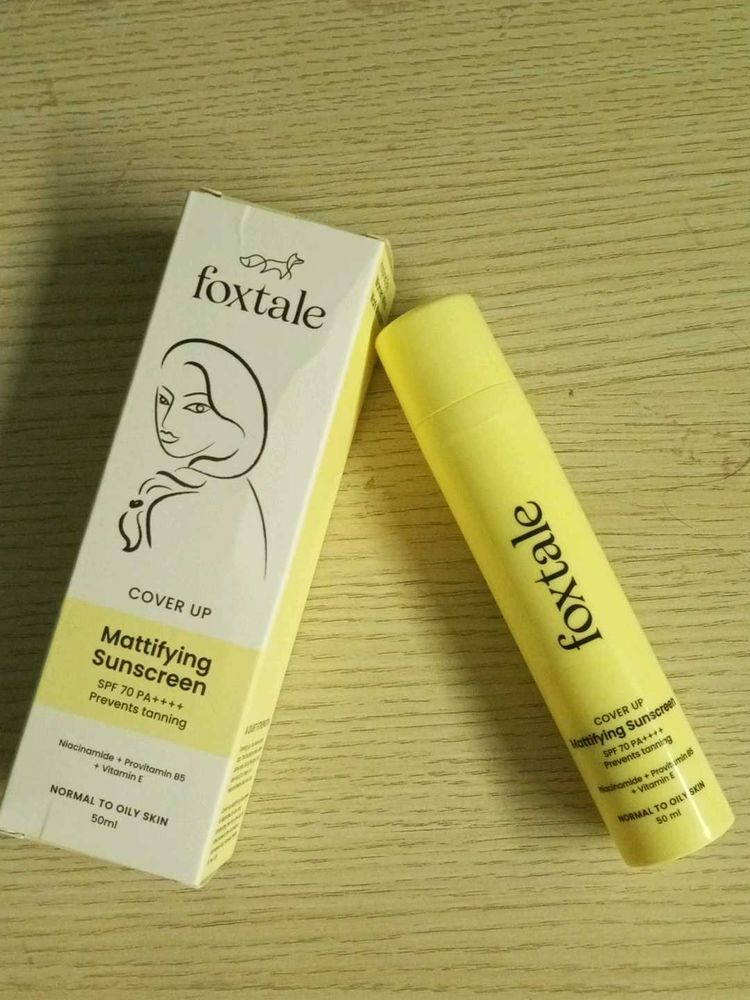 foxtale
COVER UP
Mattifying
Sunscreen
SPF 70 PA++++
Prevents tanning
Niacinamide + Provitamin B5
+ Vitamin E
NORMAL TO OILY SKIN
50ml
foxtale
COVER UP
Mattifying Sunscreen
SPF 70 PA++++
Prevents tanning
Niacinamide + Provitamin B5
+ Vitamin E
NORMAL TO OILY SKIN
50 ml